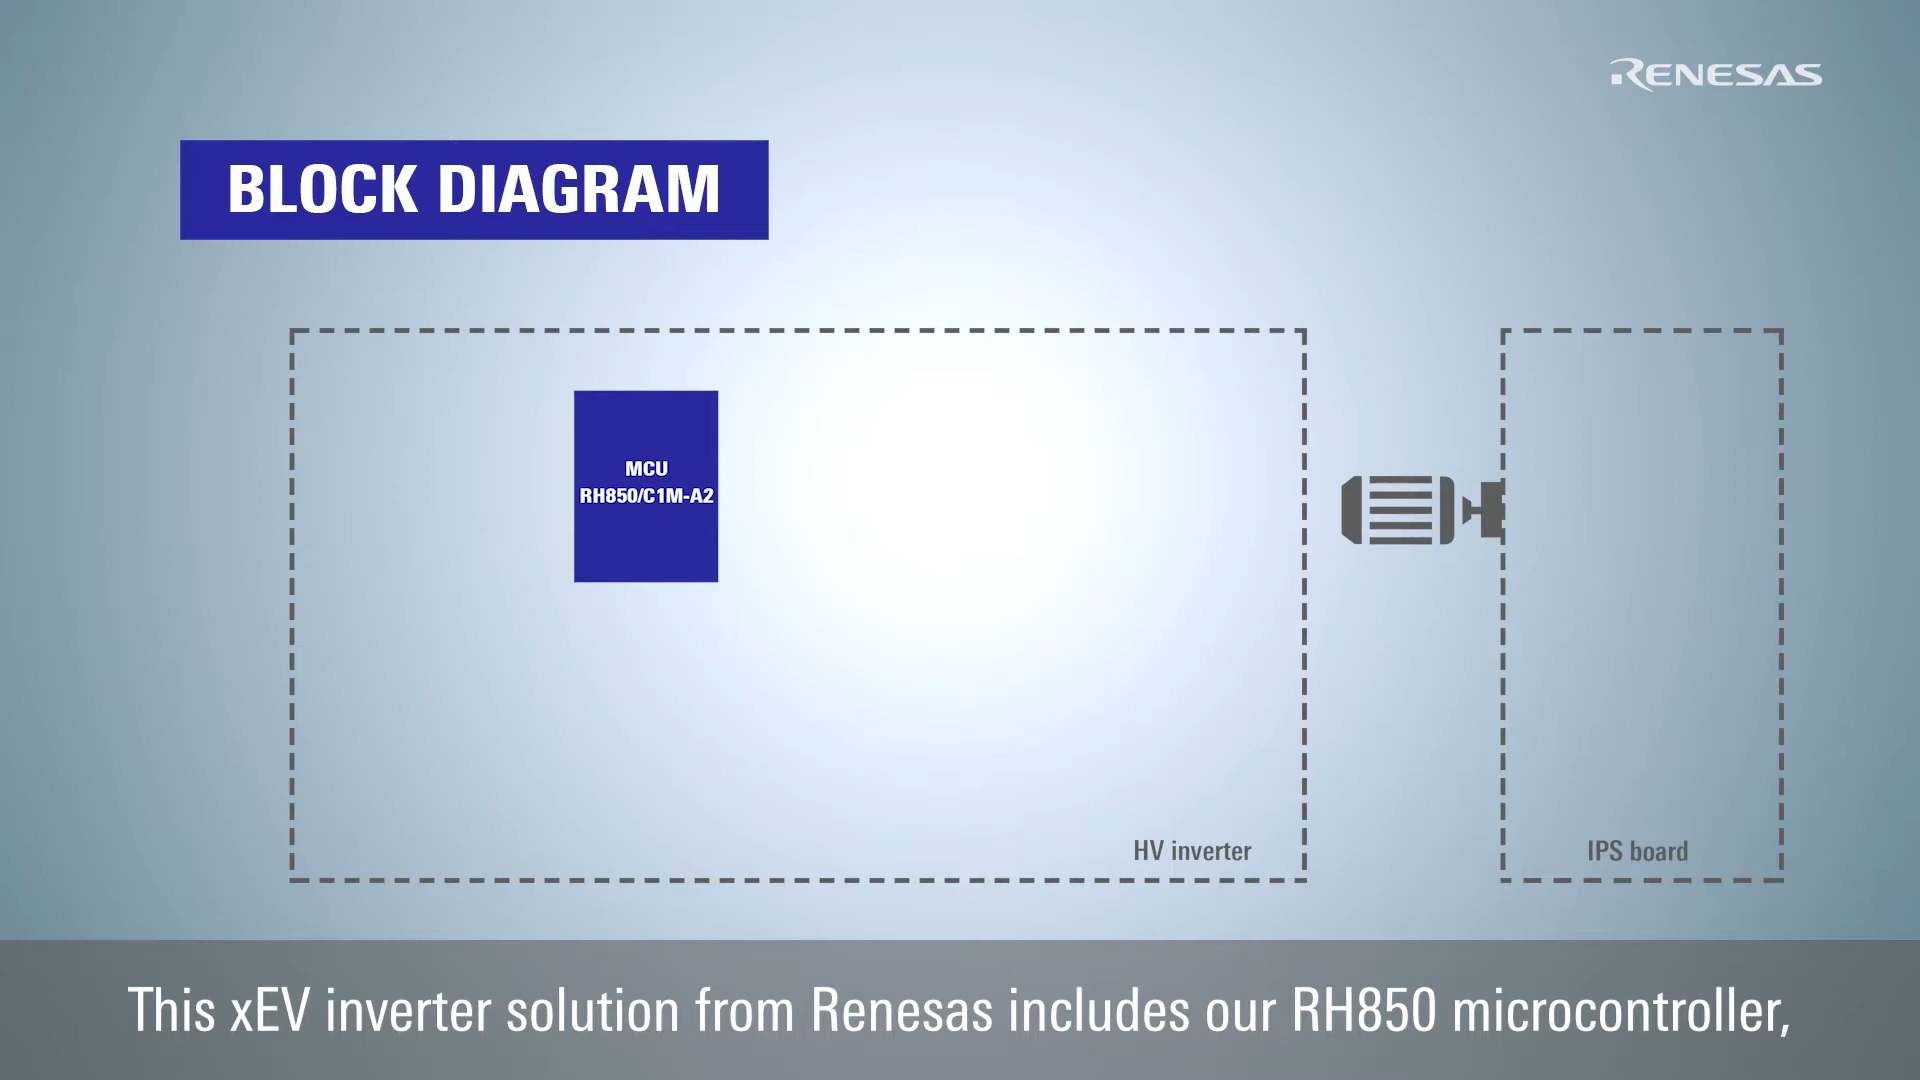 RENESAS
BLOCK DIAGRAM
MCU
RH850/C1M-A2
HV inverter
IPS board
This xEV inverter solution from Renesas includes our RH850 microcontroller,